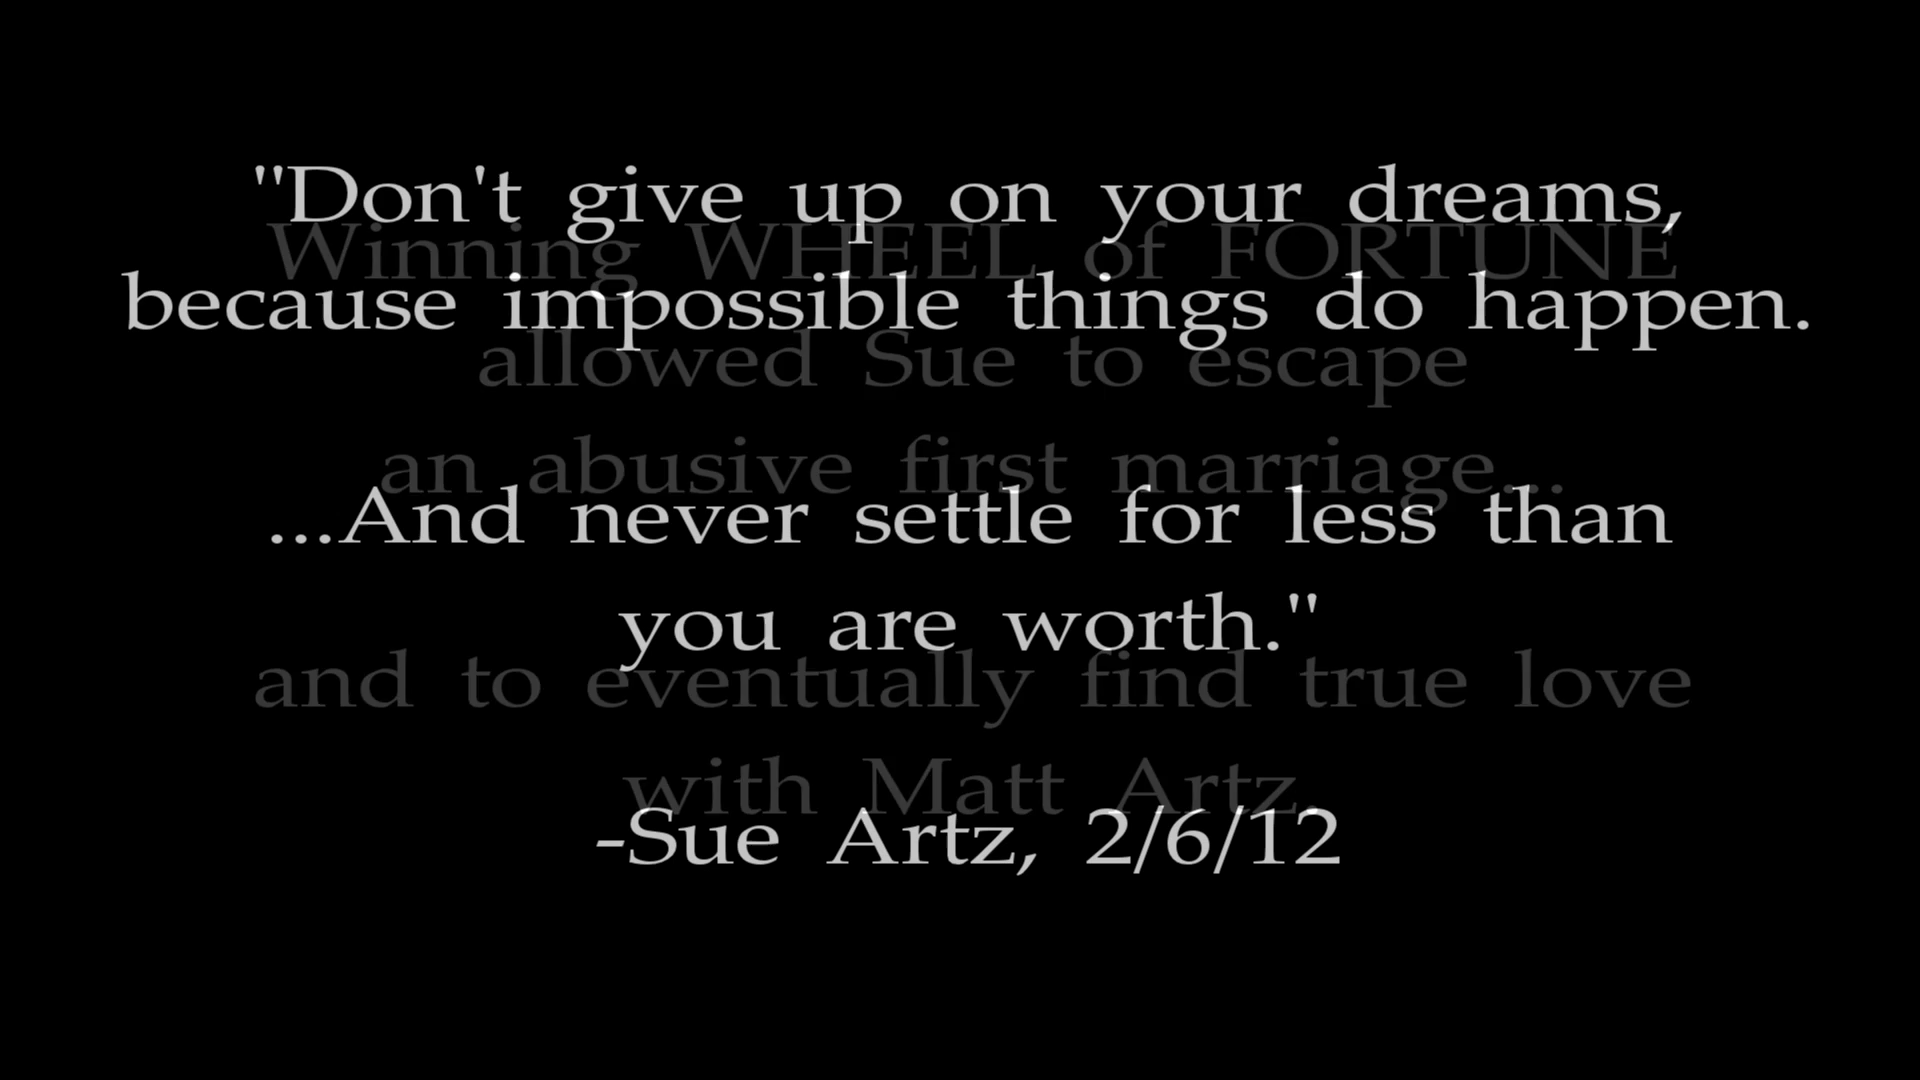 "Don't give up on your dreams,
Winning WHEEL of FORTUNE
because impossible things do happen.
allowed Sue to escape
an abusive first marriage...
...And never settle for less than
you are worth."
and to eventually find true love
with Matt Artz.
-Sue Artz, 2/6/12